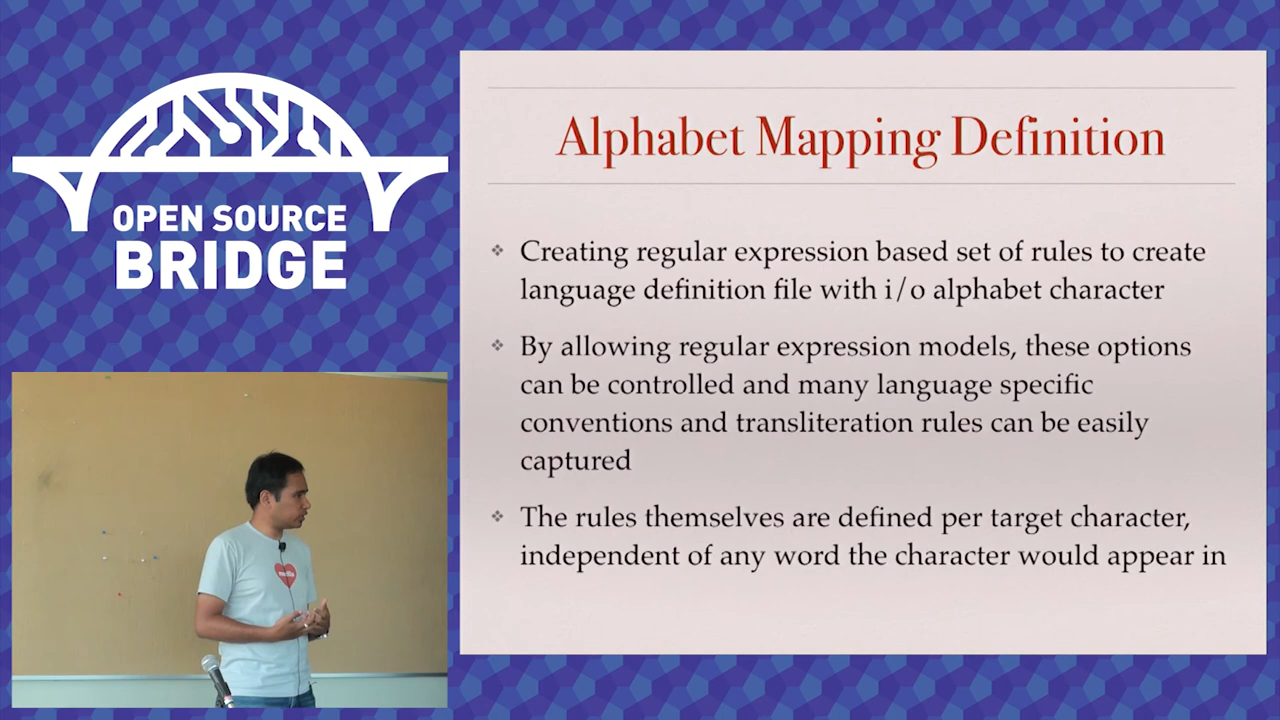 OPEN SOURCE
BRIDGE
Alphabet Mapping Definition
❖ Creating regular expression based set of rules to create
language definition file with i/o alphabet character
❖ By allowing regular expression models, these options
can be controlled and many language specific
conventions and transliteration rules can be easily
captured
❖ The rules themselves are defined per target character,
independent of any word the character would appear in